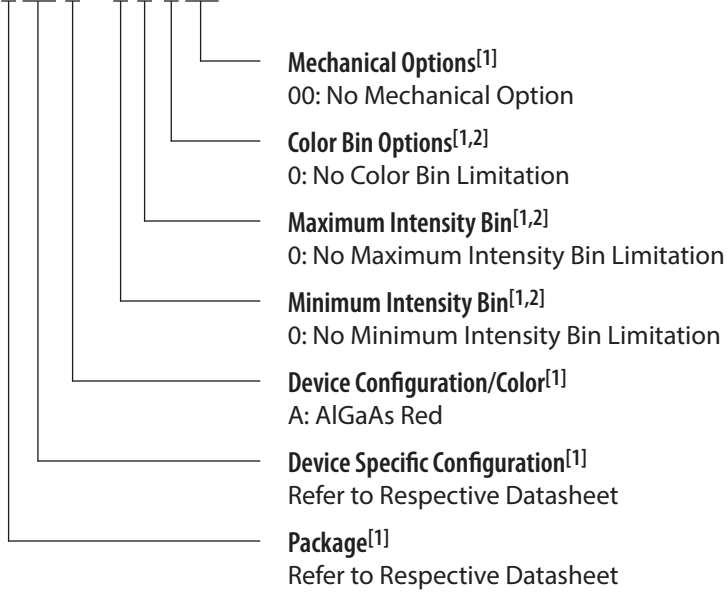 Mechanical Options[1]
00: No Mechanical Option
Color Bin Options[1,2]
0: No Color Bin Limitation
Maximum Intensity Bin[1,2]
0: No Maximum Intensity Bin Limitation
Minimum Intensity Bin[1,2]
0: No Minimum Intensity Bin Limitation
Device Configuration/Color[1]
A: AlGaAs Red
Device Specific Configuration[1]
Refer to Respective Datasheet
Package[1]
Refer to Respective Datasheet